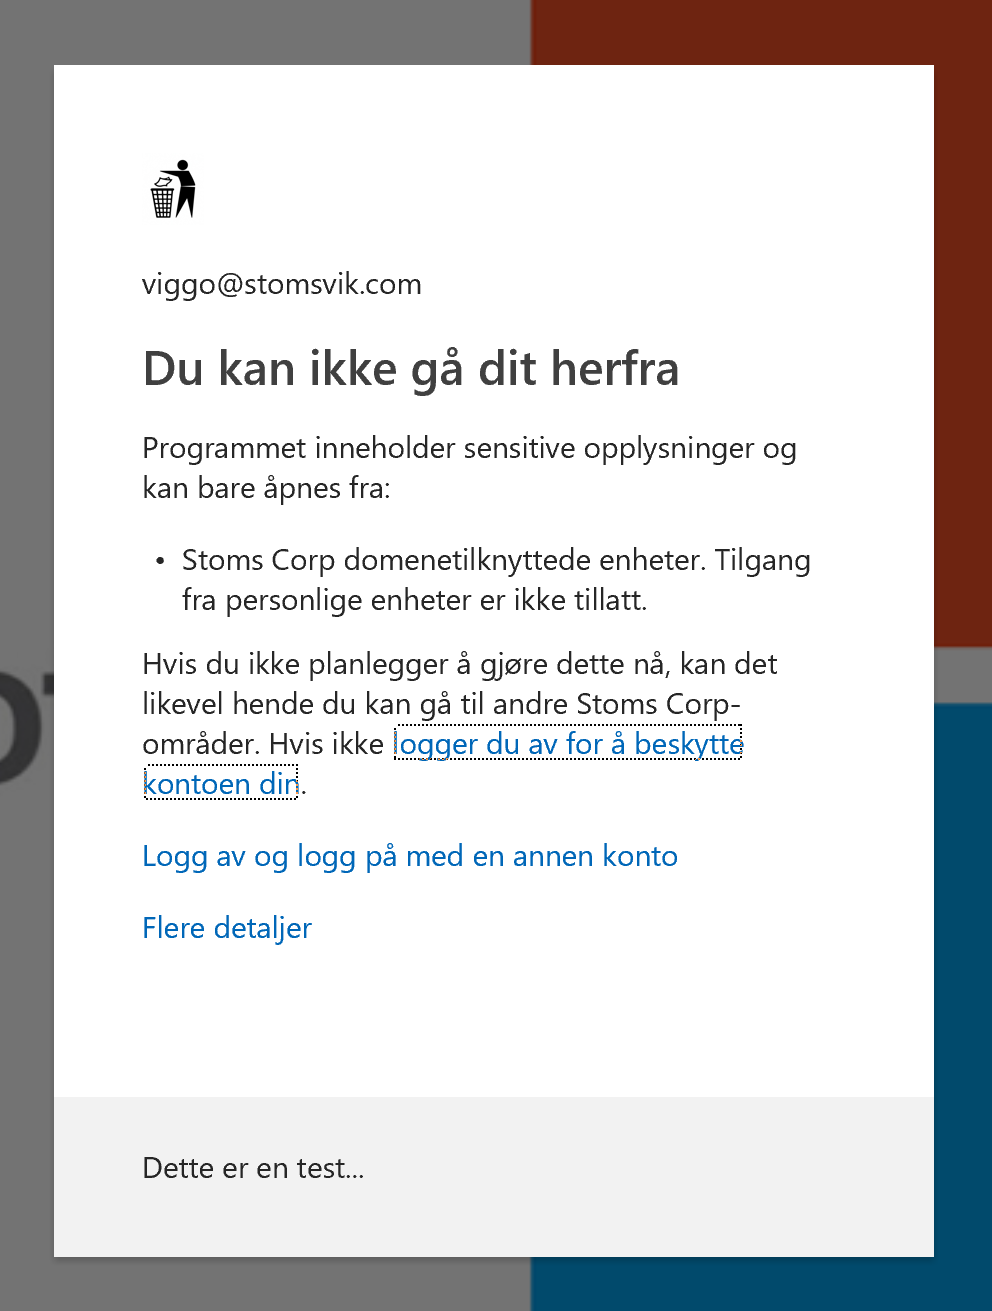 viggo@stomsvik.com
Du kan ikke gå dit herfra
Programmet inneholder sensitive opplysninger og
kan bare åpnes fra:
• Stoms Corp domenetilknyttede enheter. Tilgang
fra personlige enheter er ikke tillatt.
Hvis du ikke planlegger å gjøre dette nå, kan det
likevel hende du kan gå til andre Stoms Corp-
områder. Hvis ikke logger du av for å beskytte
kontoen din.
Logg av og logg på med en annen konto
Flere detaljer
Dette er en test...